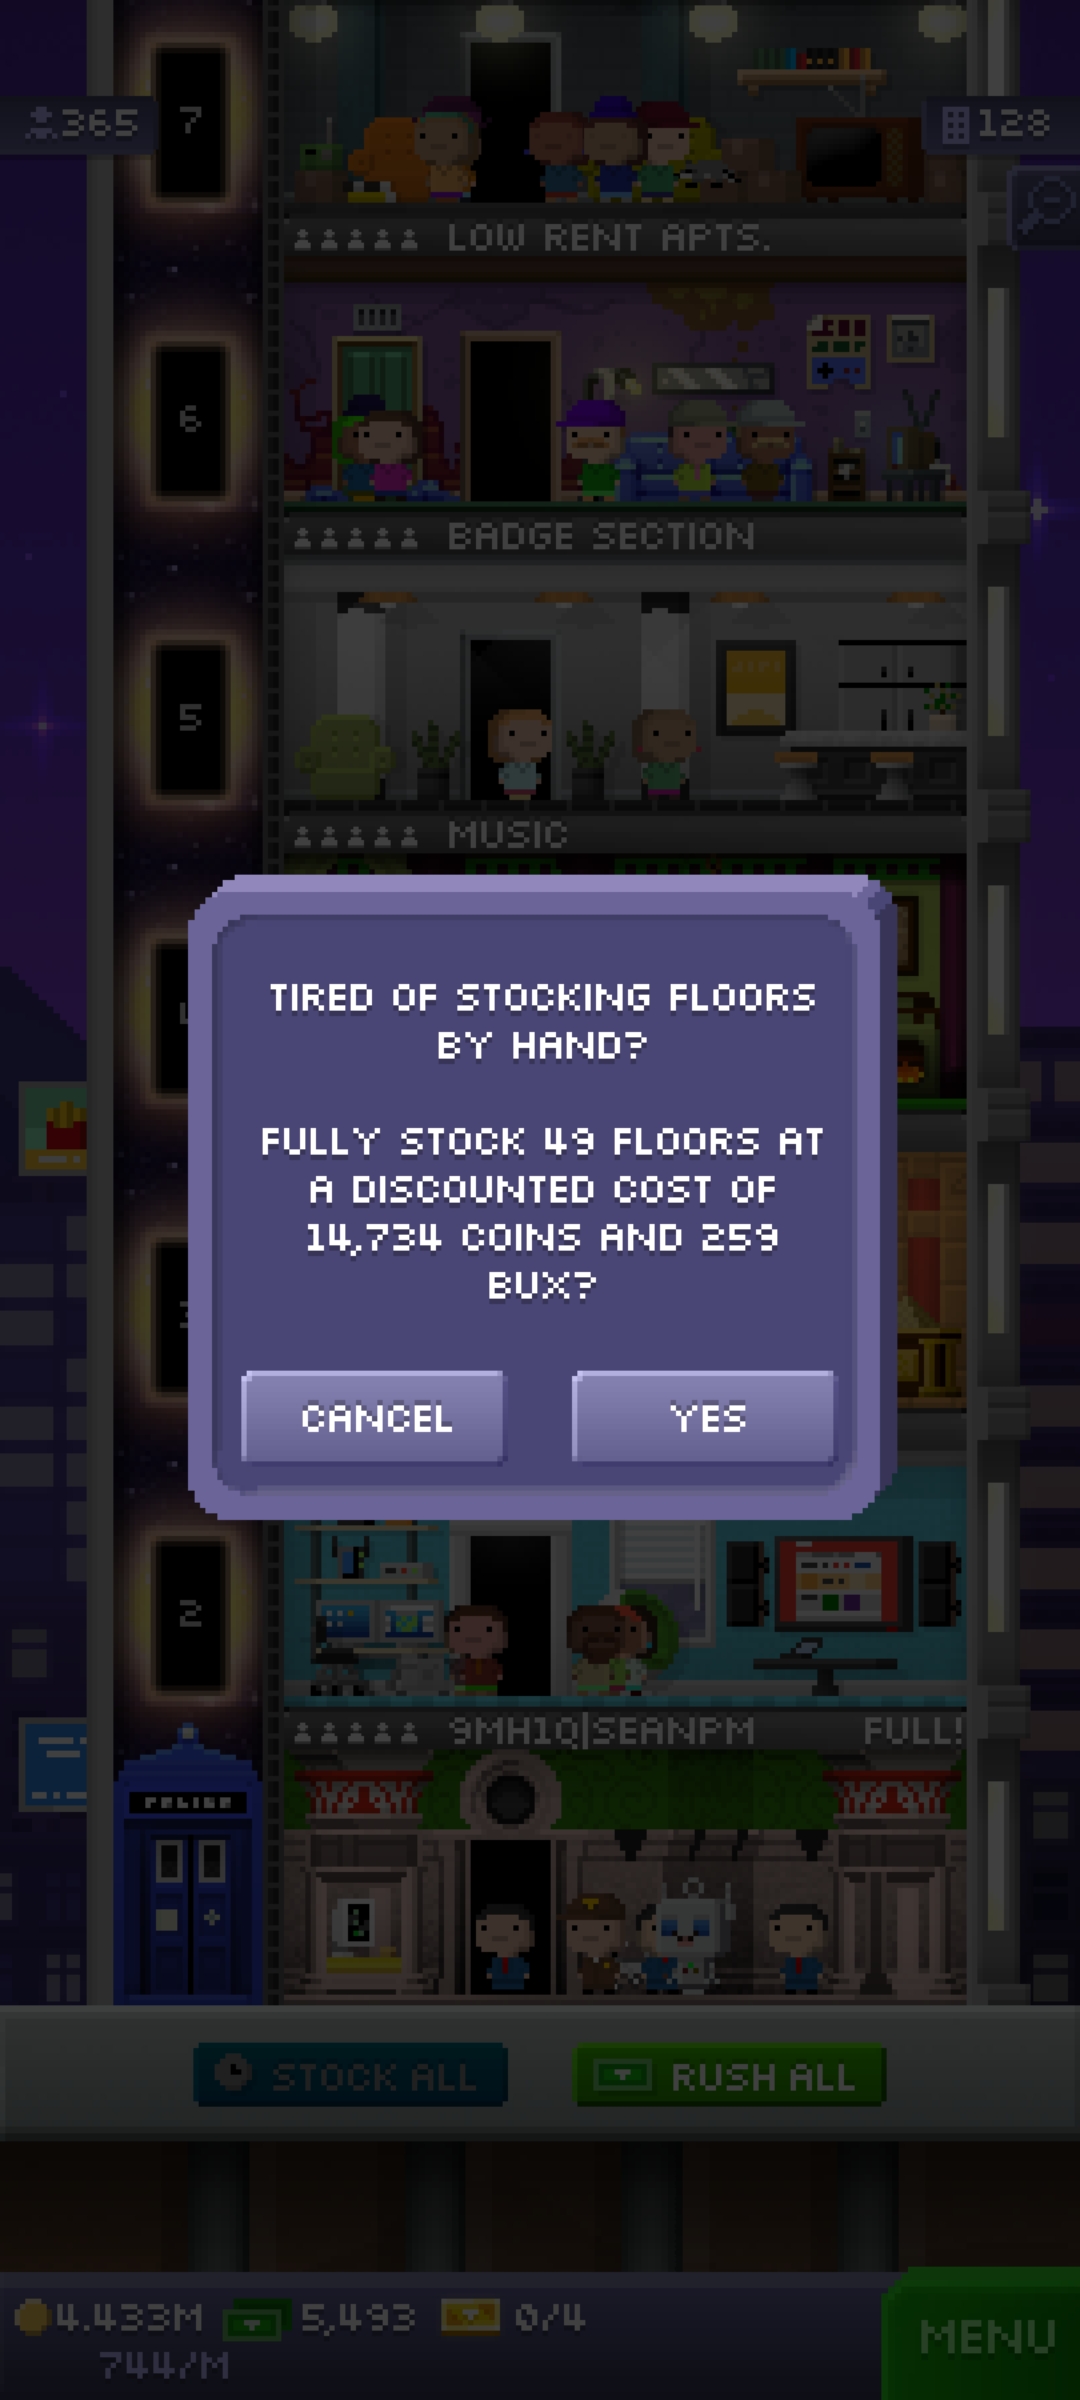 365
7
128
LOW RENT APTS.
6
BADGE SECTION
5
MUSIC
TIRED OF STOCKING FLOORS
BY HAND?
FULLY STOCK 49 FLOORS AT
A DISCOUNTED COST OF
14,734 COINS AND 259
BUX?
CANCEL
YES
2
9MH1Q|SEANPM
FULL!
POLICE
STOCK ALL
RUSH ALL
4.433M
5,493
0/4
744/M
MENU